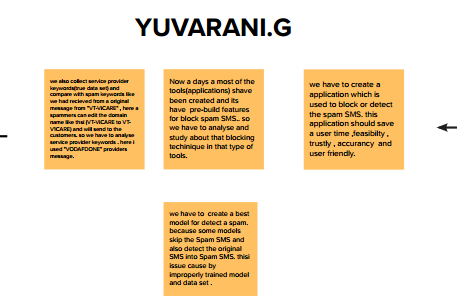 YUVARANI.G
we also collect service provider
keywords(true data set) and
compare with spam keywords like
we had recieved from a original
message from "VT-VICARE" , here a
spammers can edit the domain
name like thsi (VT-VICARE to VT-
VICARE) and will send to the
customers. so we have to analyse
service provider keywords . here I
used "VODAFDONE" providers
message.
Now a days a most of the
tools(applications) shave
been created and its
have pre-build features
for block spam SMS.. so
we have to analyse and
study about that blocking
techinique in that type of
tools.
we have to create a
application which is
used to block or detect
the spam SMS. this
application should save
a user time ,feasibilty ,
trustly , accurancy and
user friendly.
we have to create a best
model for detect a spam.
because some models
skip the Spam SMS and
also detect the original
SMS into Spam SMS. thisi
issue cause by
improperly trained model
and data set .